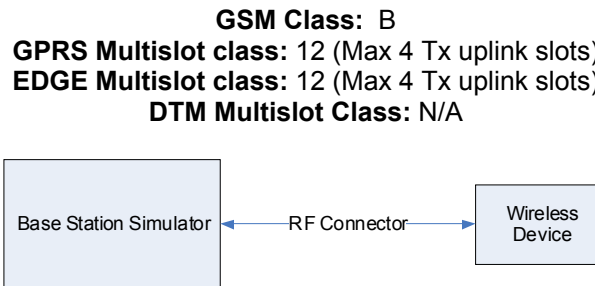 GSM Class: B
GPRS Multislot class: 12 (Max 4 Tx uplink slots)
EDGE Multislot class: 12 (Max 4 Tx uplink slots)
DTM Multislot Class: N/A
Base Station Simulator
RF Connector
Wireless
Device